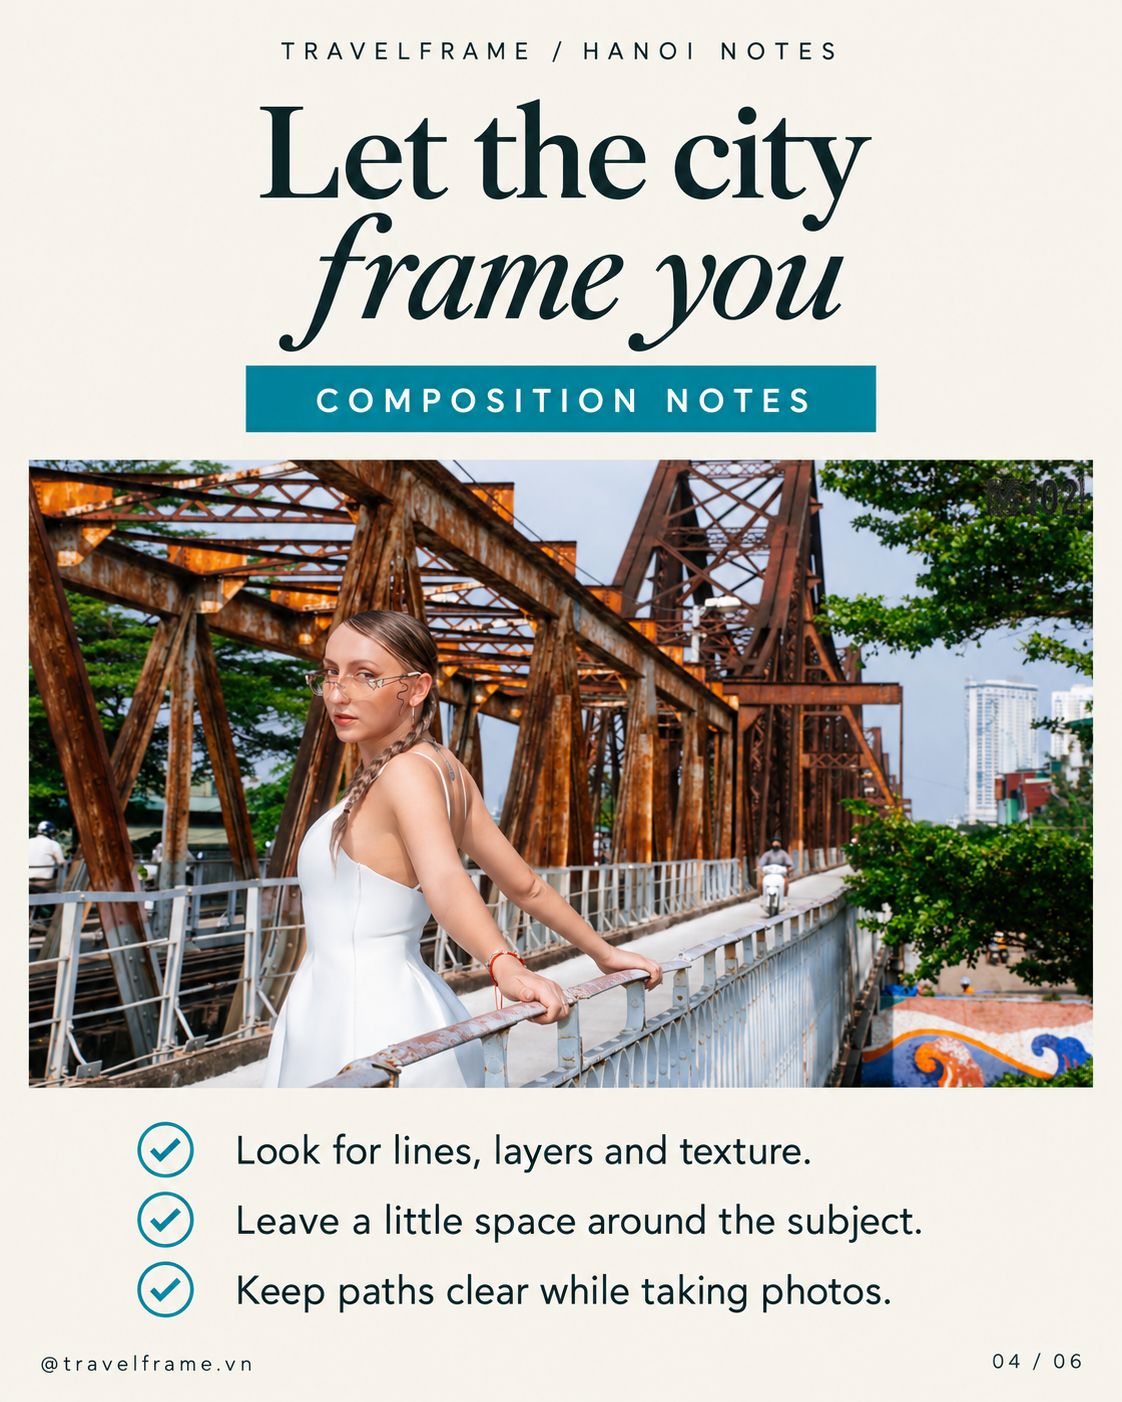 TRAVELFRAME / HANOI NOTES
Let the city
frame you
COMPOSITION NOTES
Look for lines, layers and texture.
Leave a little space around the subject.
Keep paths clear while taking photos.
@travelframe.vn
04 / 06